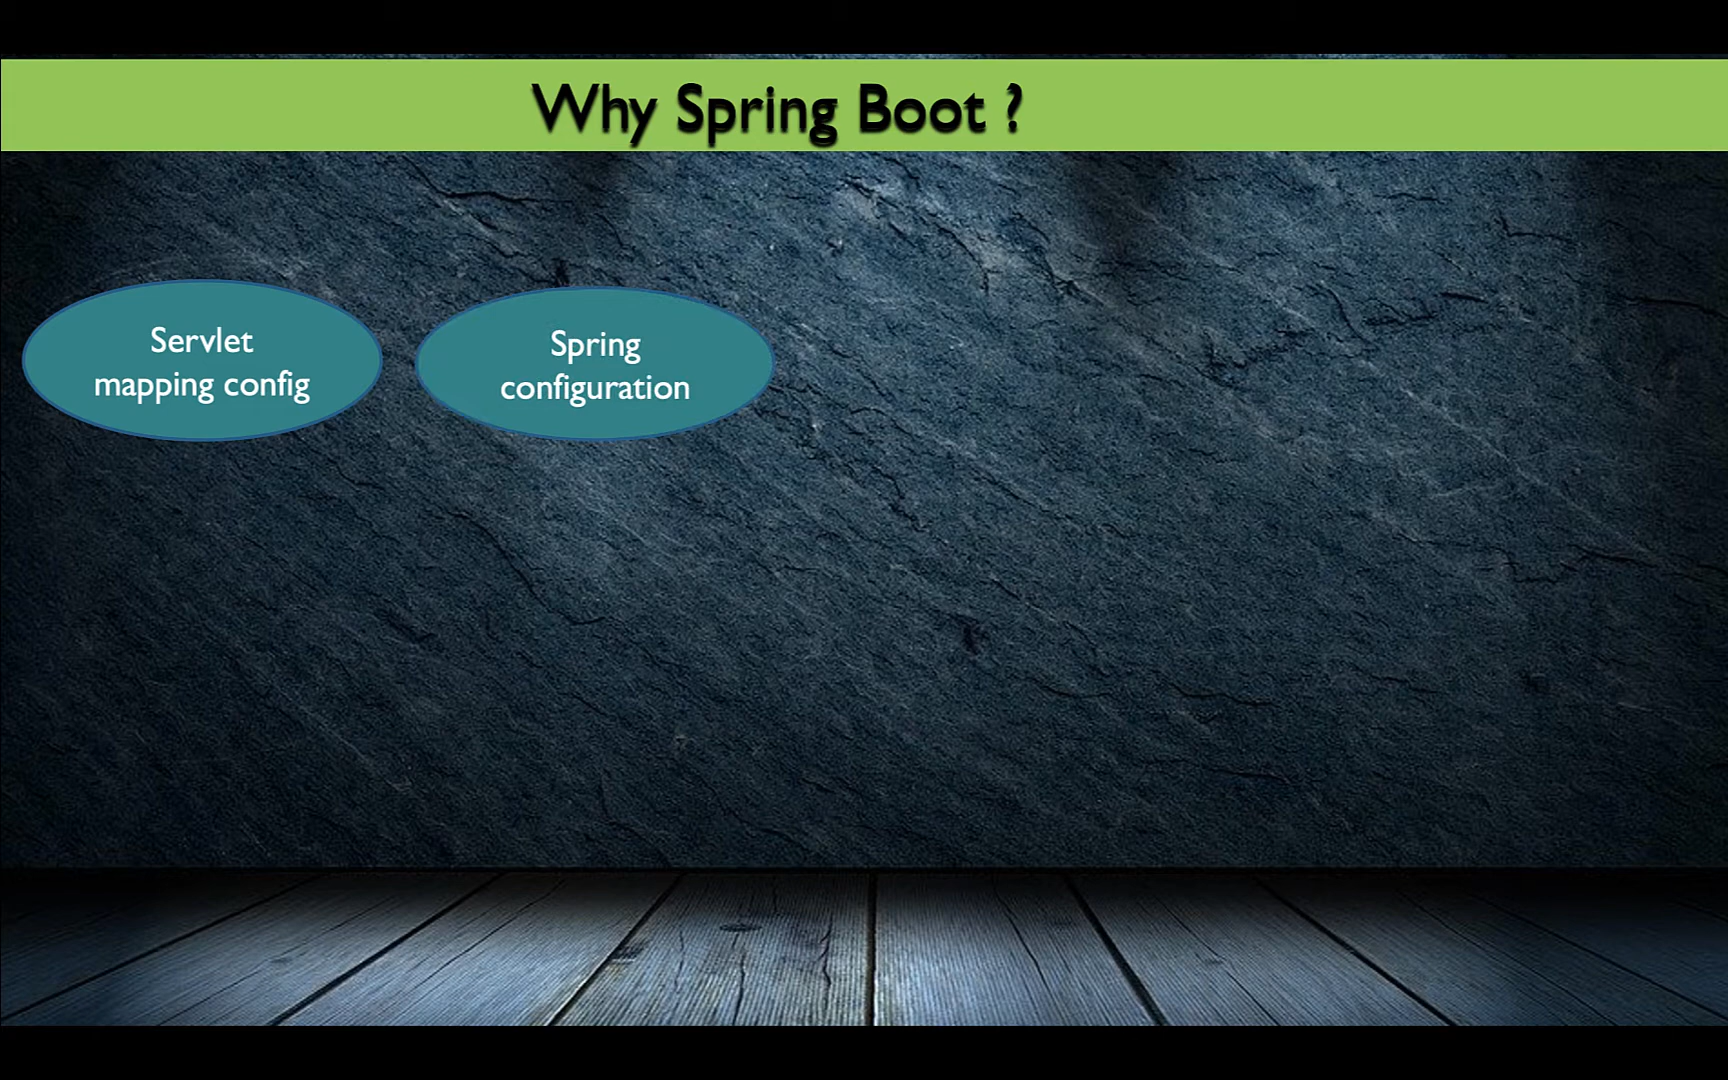 Why Spring Boot ?
Servlet
mapping config
Spring
configuration